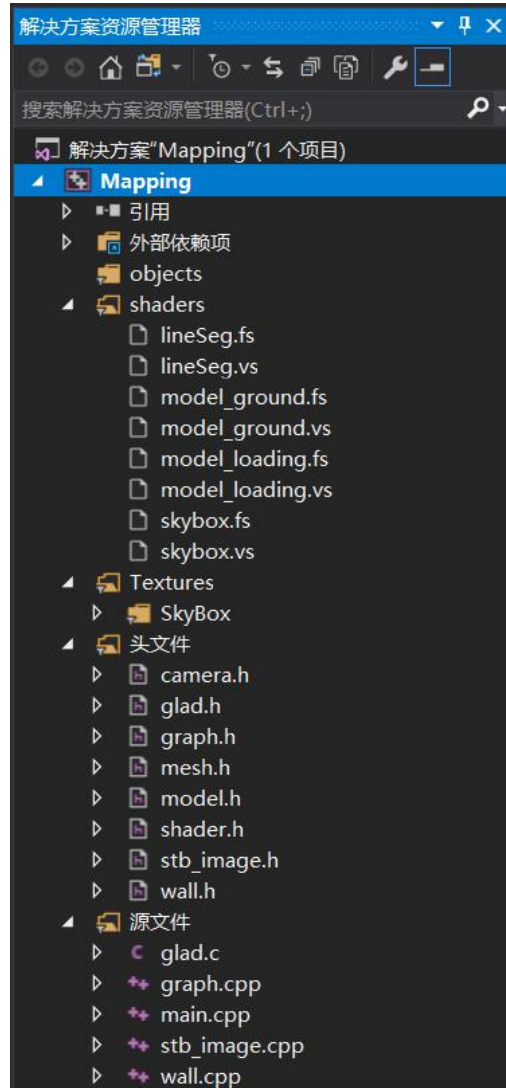 解决方案资源管理器
搜索解决方案资源管理器(Ctrl+;)
解决方案"Mapping"(1 个项目)
Mapping
引用
外部依赖项
objects
shaders
lineSeg.fs
lineSeg.vs
model_ground.fs
model_ground.vs
model_loading.fs
model_loading.vs
skybox.fs
skybox.vs
Textures
SkyBox
头文件
camera.h
glad.h
graph.h
mesh.h
model.h
shader.h
stb_image.h
wall.h
源文件
glad.c
graph.cpp
main.cpp
stb_image.cpp
wall.cpp